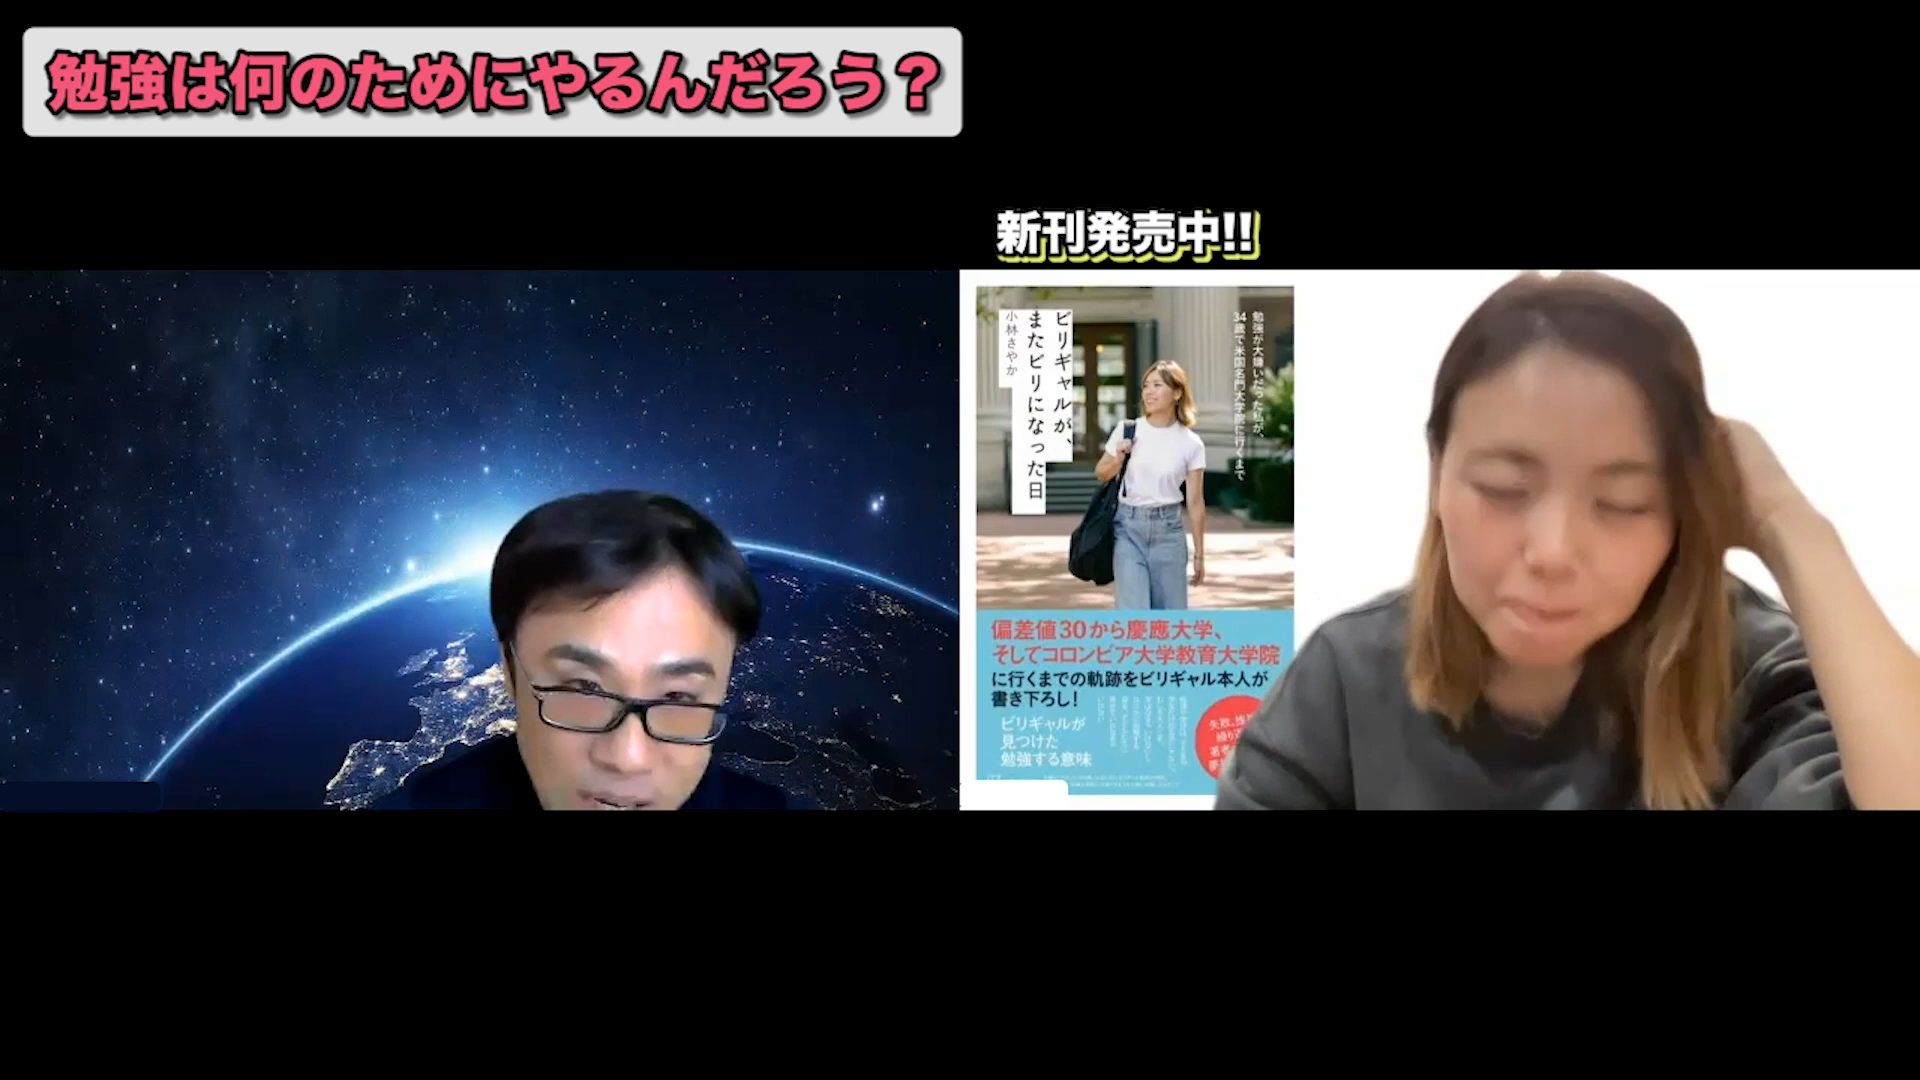 勉強は何のためにやるんだろう？
新刊発売中!!
勉強が大嫌いだった私が、
34歳で米国名門大学院に行くまで
ビリギャルが、
またビリになった日
小林さやか
偏差値30から慶應大学、
そしてコロンビア大学教育大学院
に行くまでの軌跡をビリギャル本人が
書き下ろし!
ビリギャルが
見つけた
勉強する意味